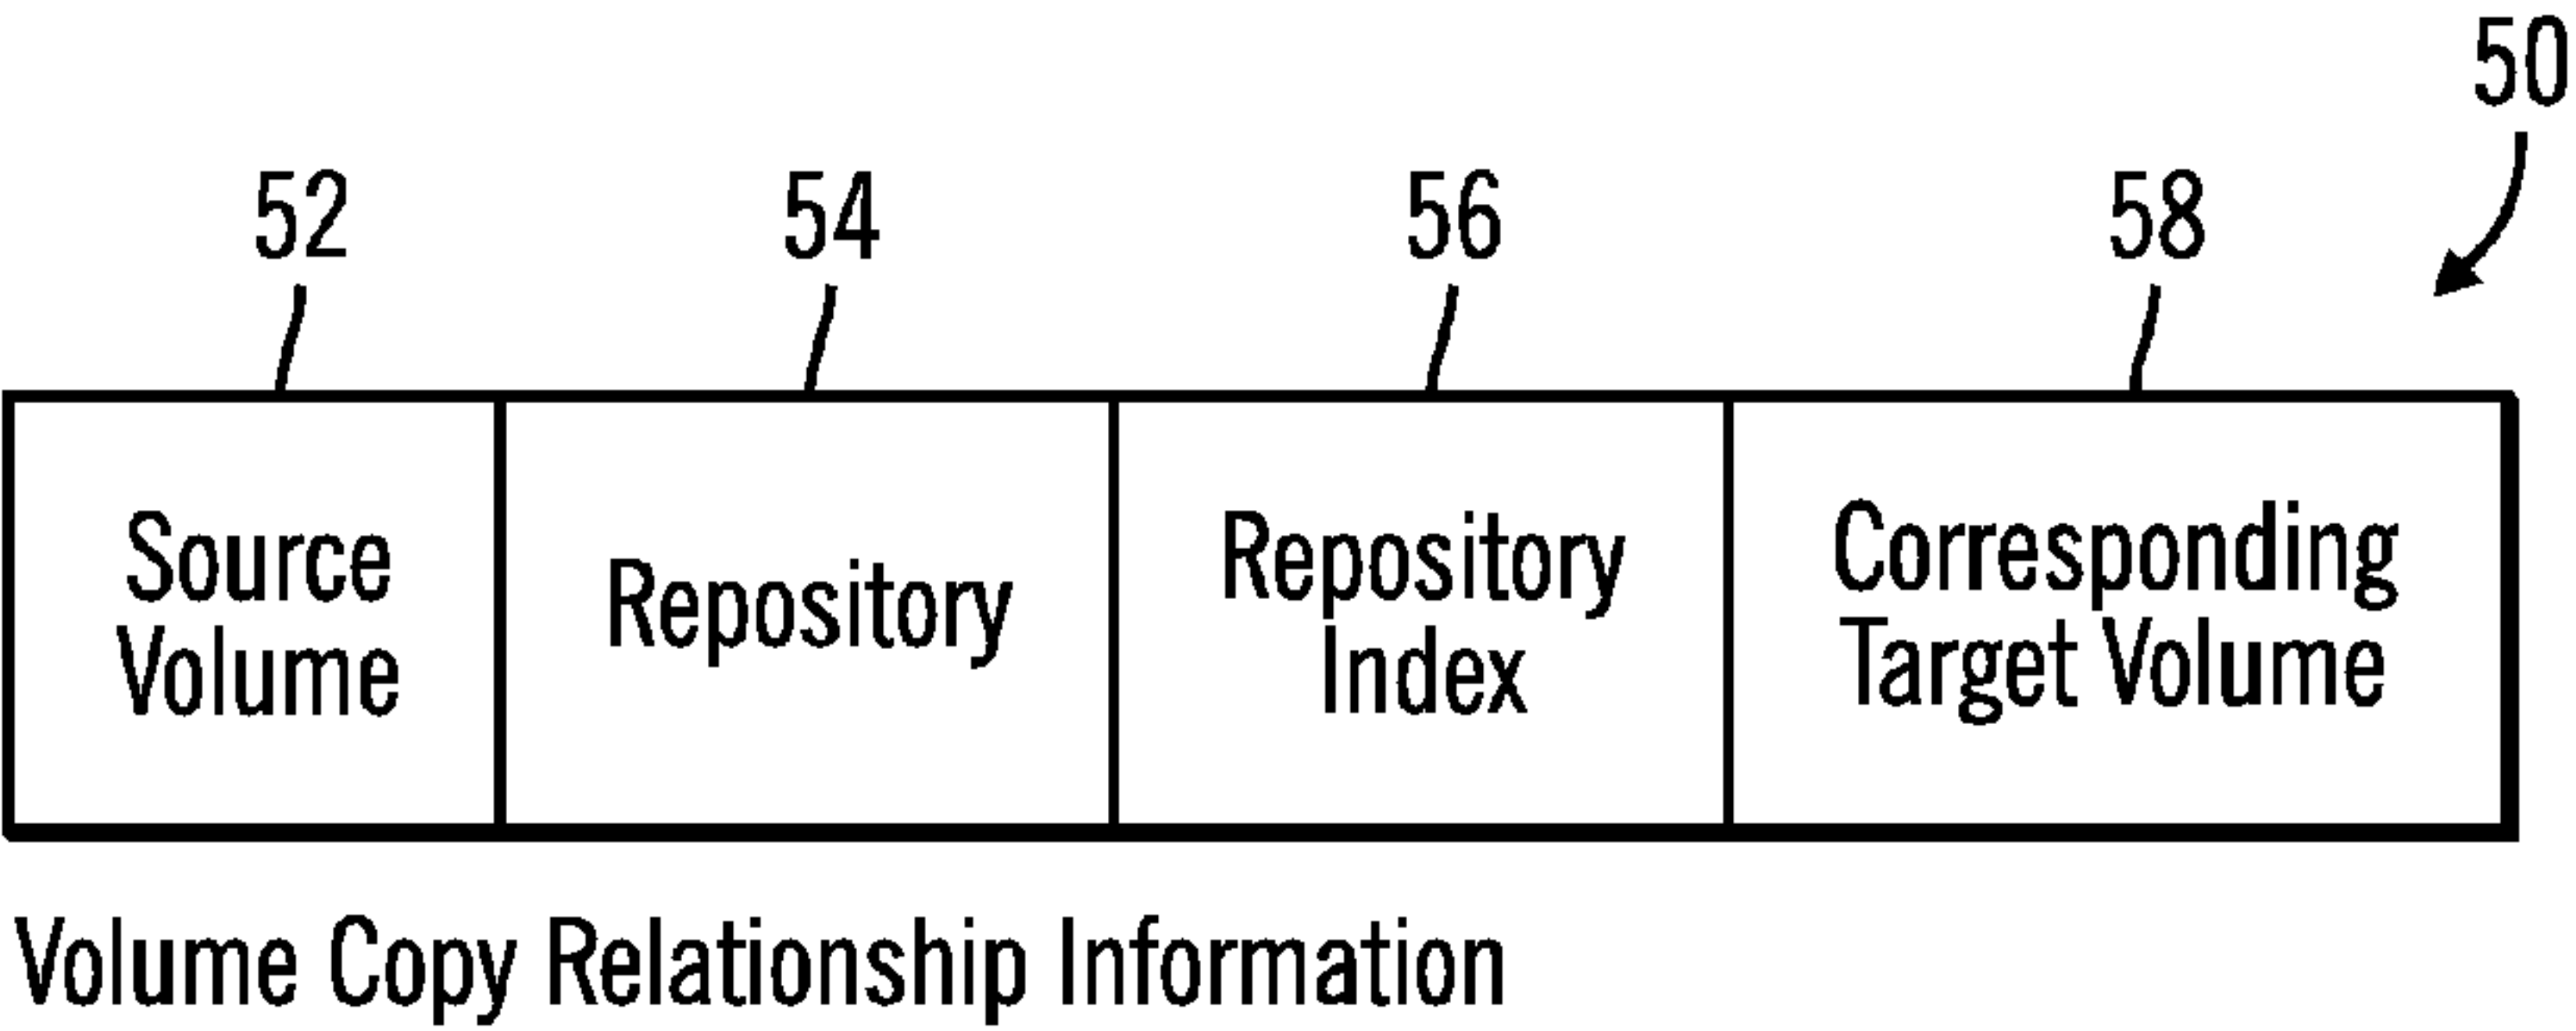 50
52
54
56
58
Source
Volume
Repository
Repository
Index
Corresponding
Target Volume
Volume Copy Relationship Information